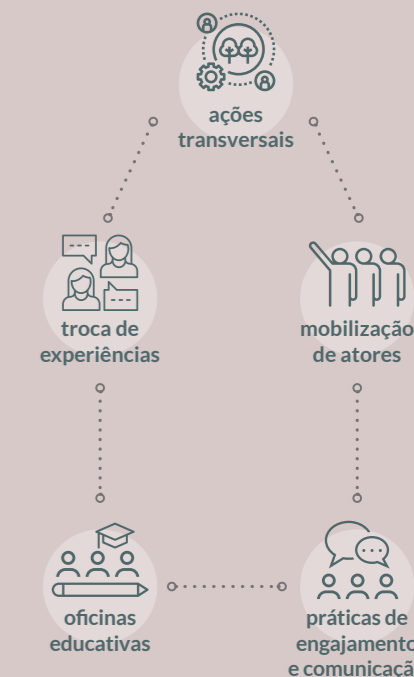 ações
transversais
troca de
experiências
mobilização
de atores
oficinas
educativas
práticas de
engajamento
e comunicaçã